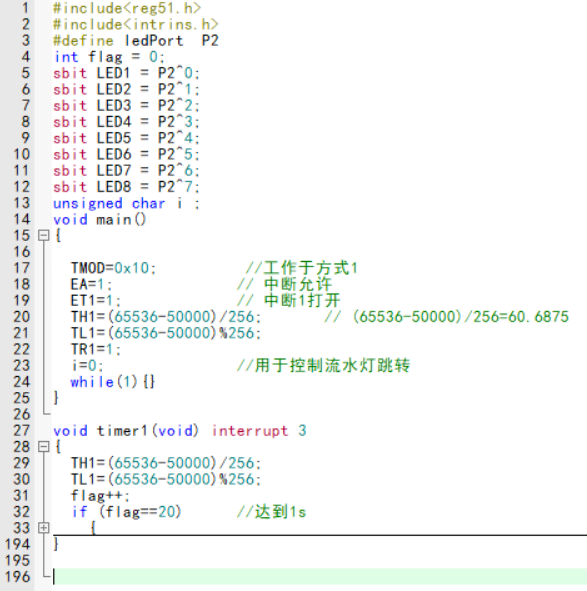 1 #include<reg51.h>
2 #include<intrins.h>
3 #define ledPort  P2
4 int flag = 0;
5 sbit LED1 = P2^0;
6 sbit LED2 = P2^1;
7 sbit LED3 = P2^2;
8 sbit LED4 = P2^3;
9 sbit LED5 = P2^4;
10 sbit LED6 = P2^5;
11 sbit LED7 = P2^6;
12 sbit LED8 = P2^7;
13 unsigned char i ;
14 void main()
15 {
16
17 TMOD=0x10; //工作于方式1
18 EA=1; // 中断允许
19 ET1=1; // 中断1打开
20 TH1=(65536-50000)/256; // (65536-50000)/256=60.6875
21 TL1=(65536-50000)%256;
22 TR1=1;
23 i=0; //用于控制流水灯跳转
24 while(1){}
25 }
26
27 void timer1(void) interrupt 3
28 {
29 TH1=(65536-50000)/256;
30 TL1=(65536-50000)%256;
31 flag++;
32 if (flag==20) //达到1s
33 {
194 }
195
196